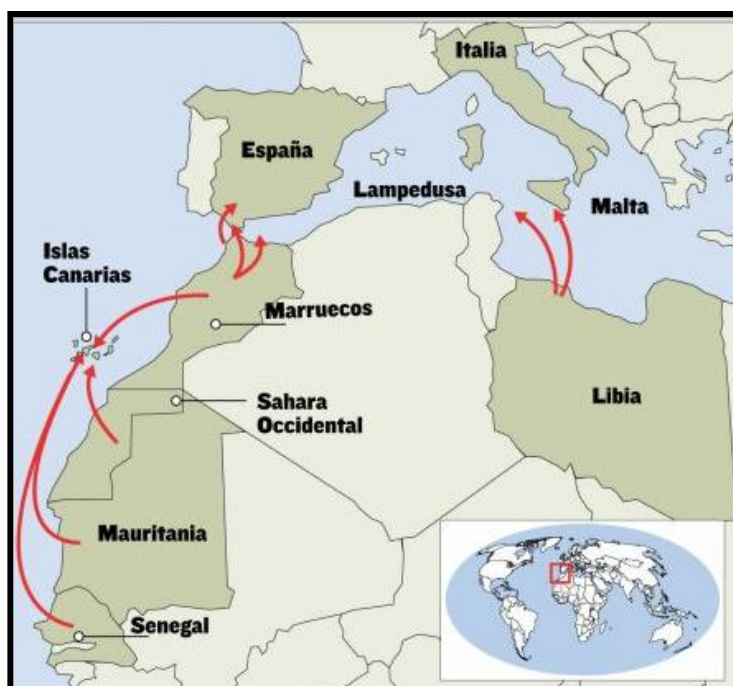 Italia
España
Lampedusa
Malta
Islas
Canarias
Marruecos
Sahara
Occidental
Libia
Mauritania
Senegal